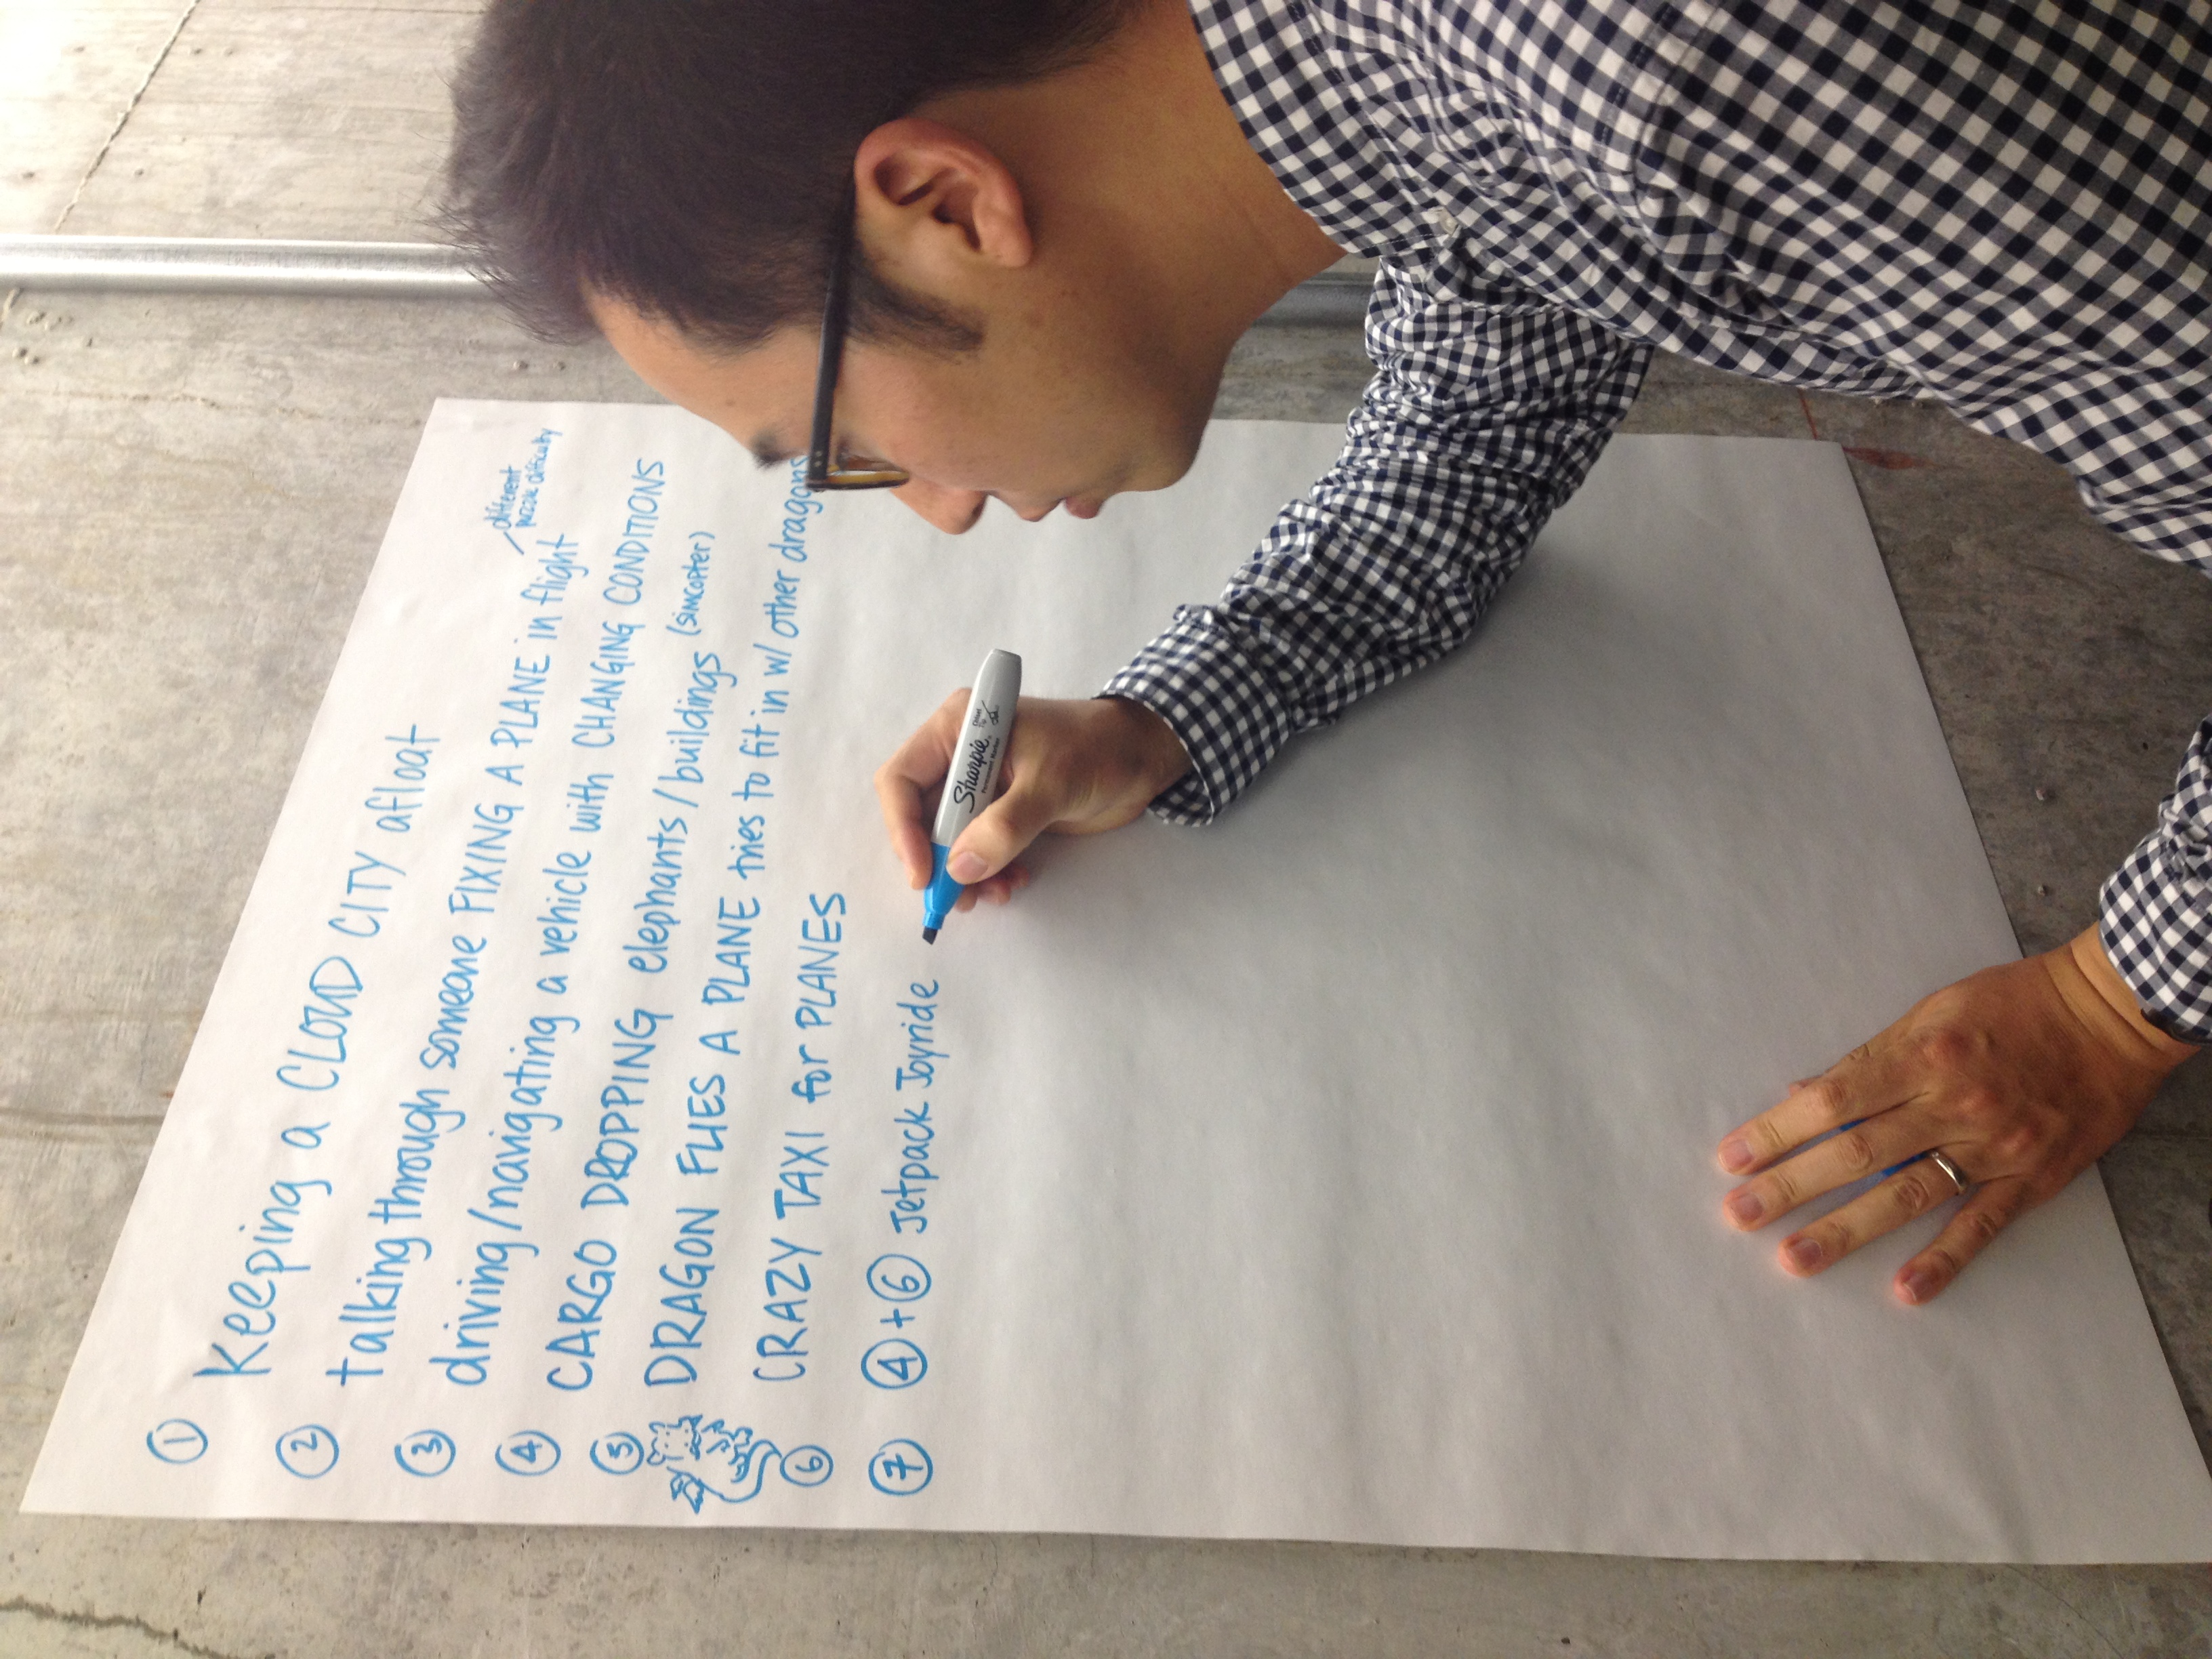 ① Keeping a CLOUD CITY afloat
② talking through someone FIXING A PLANE in flight
different
puzzle difficulty
③ driving/navigating a vehicle with CHANGING CONDITIONS
④ CARGO DROPPING elephants/buildings (simcopter)
⑤ DRAGON FLIES A PLANE tries to fit in w/ other dragons
⑥ CRAZY TAXI for PLANES
⑦ ④+⑥ Jetpack Joyride
Sharpie
Permanent Marker
Chisel
Tip